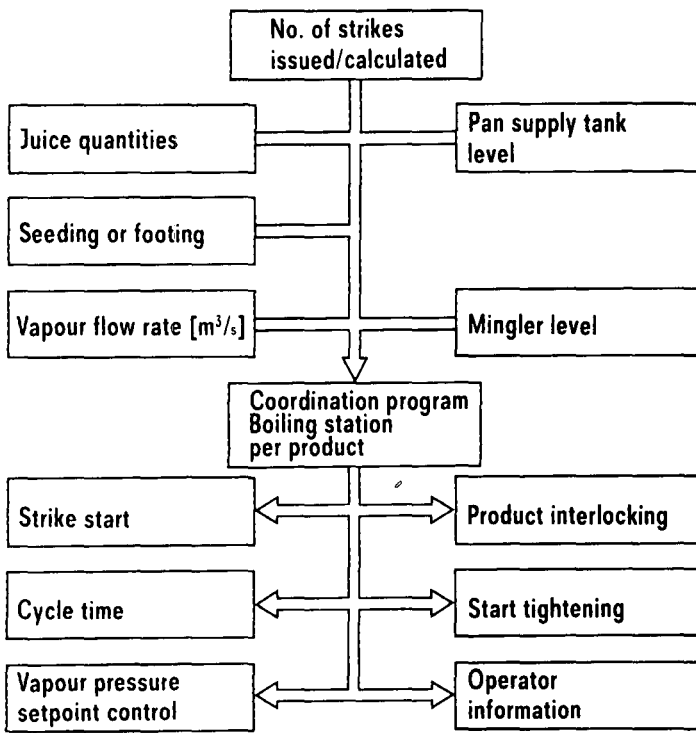 No. of strikes
issued/calculated
Juice quantities
Pan supply tank
level
Seeding or footing
Vapour flow rate [m³/s]
Mingler level
Coordination program
Boiling station
per product
Strike start
Product interlocking
Cycle time
Start tightening
Vapour pressure
setpoint control
Operator
information